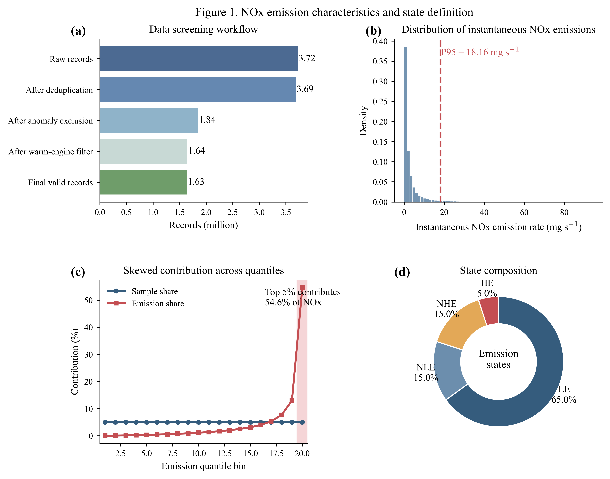 Figure 1. NOx emission characteristics and state definition
(a)
Data screening workflow
Raw records
3.72
After deduplication
3.69
After anomaly exclusion
1.84
After warm-engine filter
1.64
Final valid records
1.63
0.0 0.5 1.0 1.5 2.0 2.5 3.0 3.5
Records (million)
(b)
Distribution of instantaneous NOx emissions
P95 = 18.16 mg s⁻¹
0.40
0.35
0.30
0.25
0.20
0.15
0.10
0.05
0.00
Density
0 20 40 60 80
Instantaneous NOx emission rate (mg s⁻¹)
(c)
Skewed contribution across quantiles
Sample share
Emission share
Top 5% contributes
54.6% of NOx
50
40
30
20
10
0
Contribution (%)
2.5 5.0 7.5 10.0 12.5 15.0 17.5 20.0
Emission quantile bin
(d)
State composition
HE
5.0%
NHE
15.0%
NLE
15.0%
LE
65.0%
Emission
states